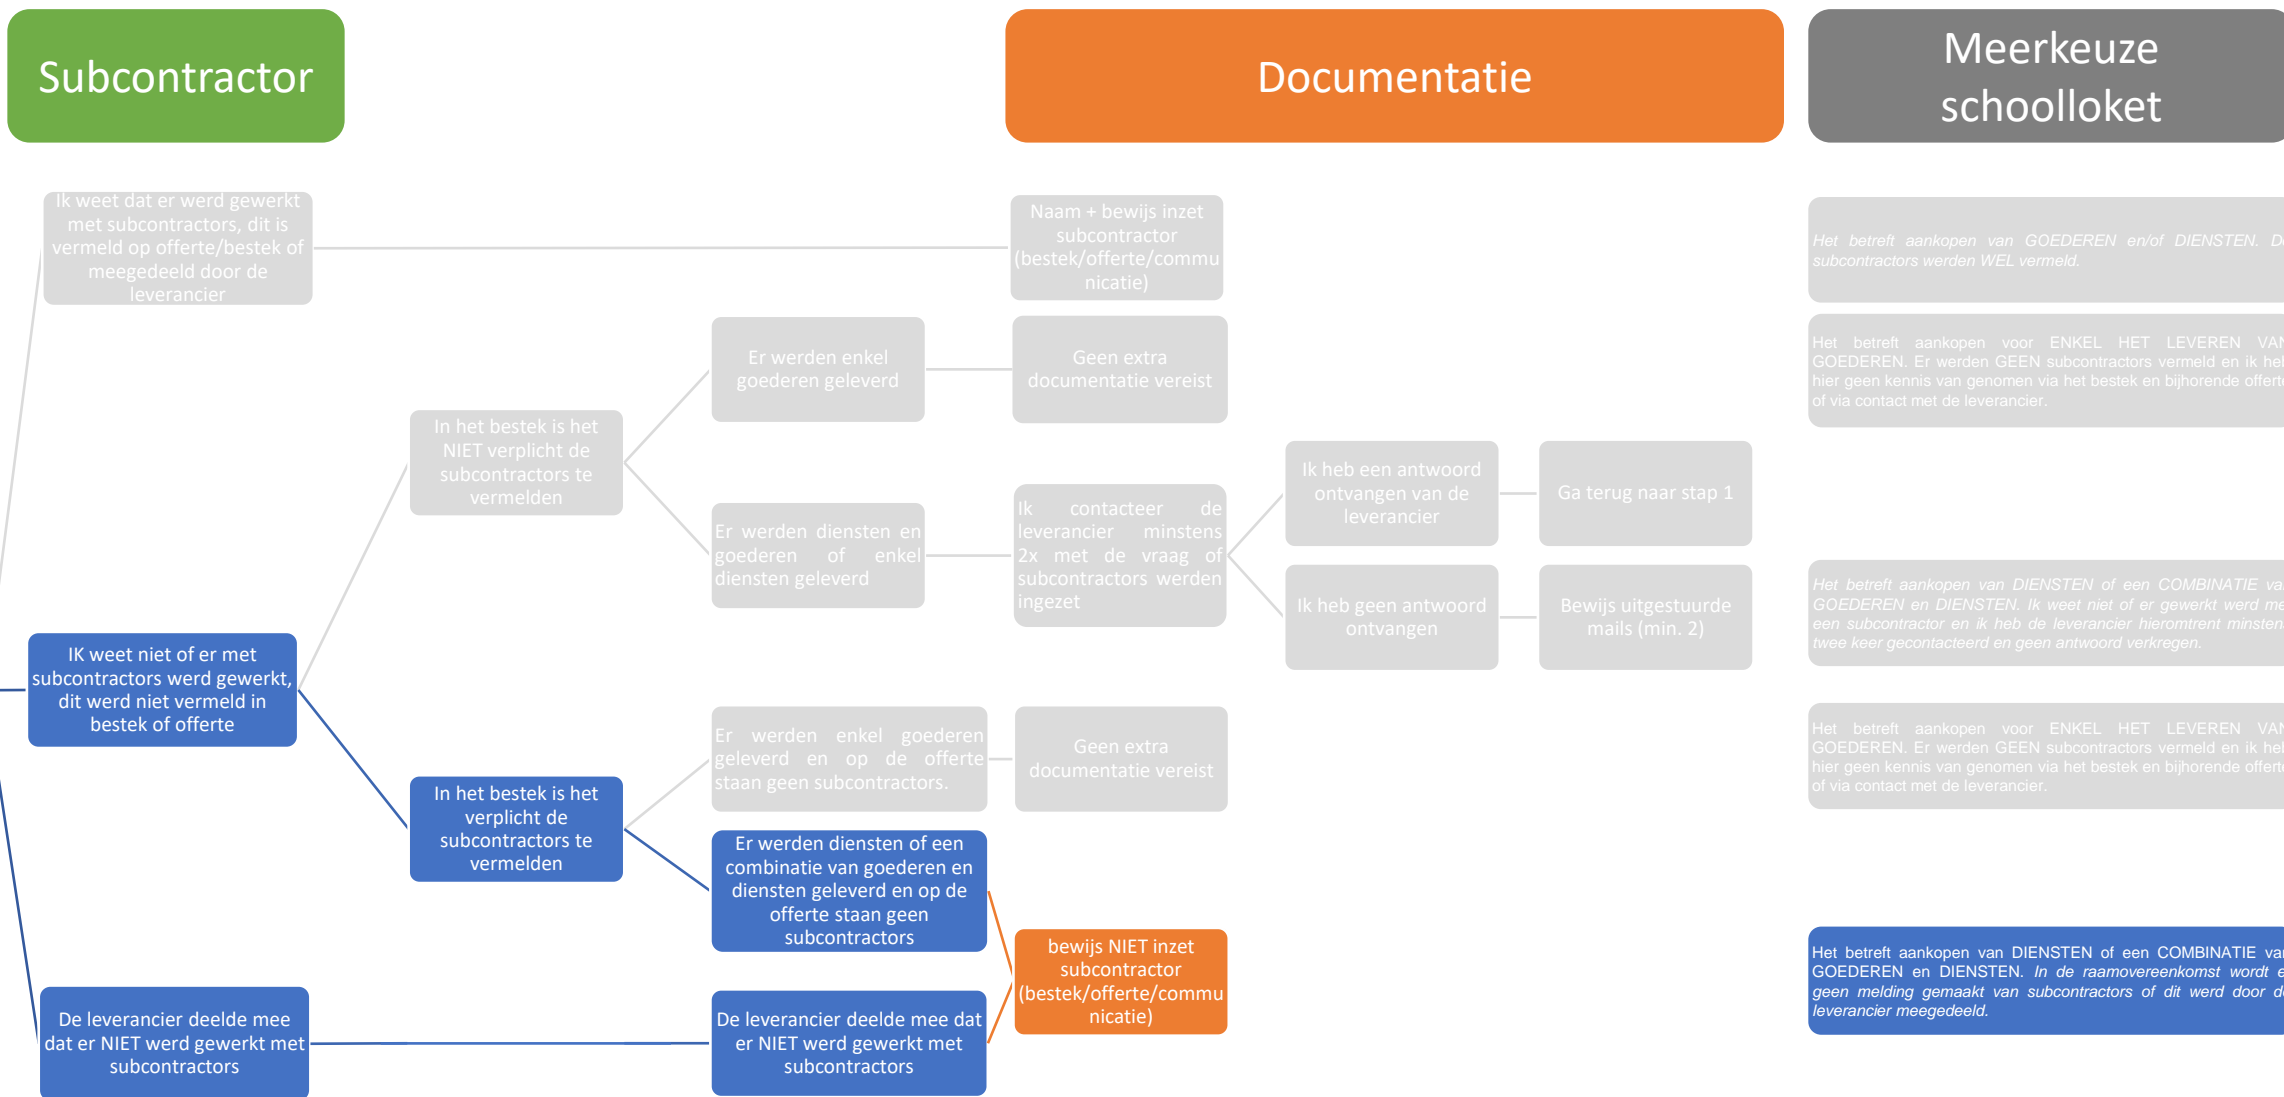 Subcontractor
Documentatie
Meerkeuze
schoolloket
Ik weet dat er werd gewerkt
met subcontractors, dit is
vermeld op offerte/bestek of
meegedeeld door de
leverancier
Naam + bewijs inzet
subcontractor
(bestek/offerte/commu
nicatie)
Het betreft aankopen van GOEDEREN en/of DIENSTEN. De
subcontractors werden WEL vermeld.
Er werden enkel
goederen geleverd
Geen extra
documentatie vereist
Het betreft aankopen voor ENKEL HET LEVEREN VAN
GOEDEREN. Er werden GEEN subcontractors vermeld en ik heb
hier geen kennis van genomen via het bestek en bijhorende offerte
of via contact met de leverancier.
In het bestek is het
NIET verplicht de
subcontractors te
vermelden
Er werden diensten en
goederen of enkel
diensten geleverd
Ik contacteer de
leverancier minstens
2x met de vraag of
subcontractors werden
ingezet
Ik heb een antwoord
ontvangen van de
leverancier
Ga terug naar stap 1
Ik heb geen antwoord
ontvangen
Bewijs uitgestuurde
mails (min. 2)
Het betreft aankopen van DIENSTEN of een COMBINATIE van
GOEDEREN en DIENSTEN. Ik weet niet of er gewerkt werd met
een subcontractor en ik heb de leverancier hieromtrent minstens
twee keer gecontacteerd en geen antwoord verkregen.
IK weet niet of er met
subcontractors werd gewerkt,
dit werd niet vermeld in
bestek of offerte
Er werden enkel goederen
geleverd en op de offerte
staan geen subcontractors.
Geen extra
documentatie vereist
Het betreft aankopen voor ENKEL HET LEVEREN VAN
GOEDEREN. Er werden GEEN subcontractors vermeld en ik heb
hier geen kennis van genomen via het bestek en bijhorende offerte
of via contact met de leverancier.
In het bestek is het
verplicht de
subcontractors te
vermelden
Er werden diensten of een
combinatie van goederen en
diensten geleverd en op de
offerte staan geen
subcontractors
bewijs NIET inzet
subcontractor
(bestek/offerte/commu
nicatie)
Het betreft aankopen van DIENSTEN of een COMBINATIE van
GOEDEREN en DIENSTEN. In de raamovereenkomst wordt er
geen melding gemaakt van subcontractors of dit werd door de
leverancier meegedeeld.
De leverancier deelde mee
dat er NIET werd gewerkt met
subcontractors
De leverancier deelde mee dat
er NIET werd gewerkt met
subcontractors